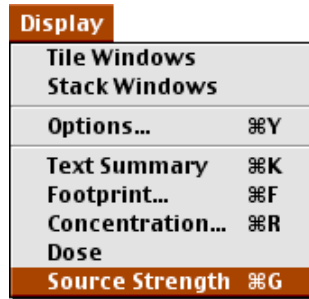 Display
Tile Windows
Stack Windows
Options... ⌘Y
Text Summary ⌘K
Footprint... ⌘F
Concentration... ⌘R
Dose
Source Strength ⌘G